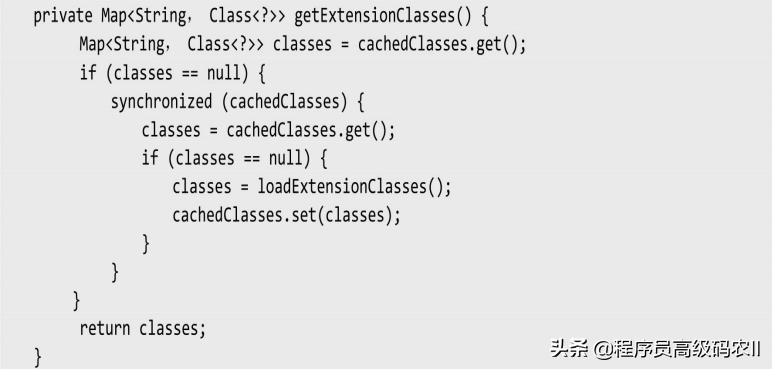 private Map<String， Class<?>> getExtensionClasses() {
Map<String， Class<?>> classes = cachedClasses.get();
if (classes == null) {
synchronized (cachedClasses) {
classes = cachedClasses.get();
if (classes == null) {
classes = loadExtensionClasses();
cachedClasses.set(classes);
}
}
}
return classes;
}
头条 @程序员高级码农II